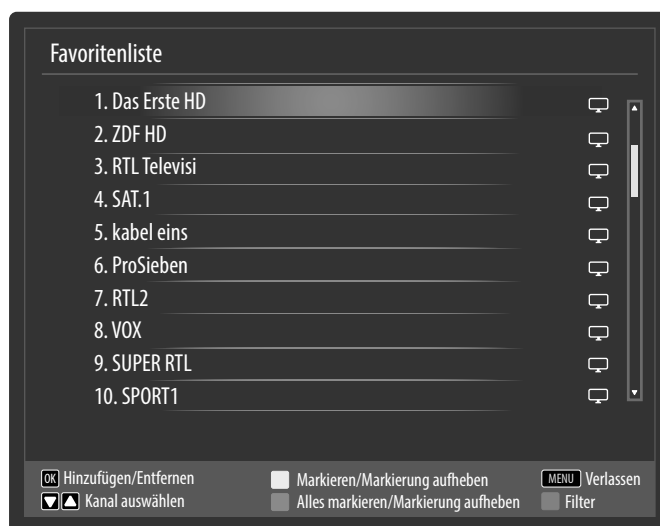 Favoritenliste
1. Das Erste HD
2. ZDF HD
3. RTL Televisi
4. SAT.1
5. kabel eins
6. ProSieben
7. RTL2
8. VOX
9. SUPER RTL
10. SPORT1
OK Hinzufügen/Entfernen Markieren/Markierung aufheben MENU Verlassen
Kanal auswählen Alles markieren/Markierung aufheben Filter